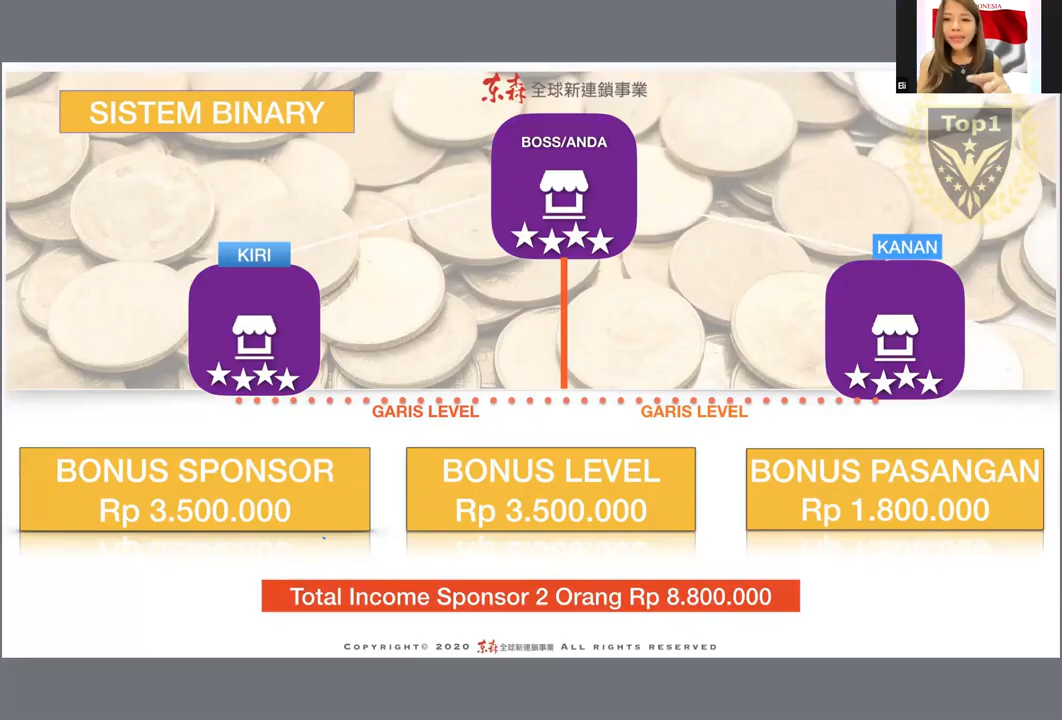 ONESIA
Eli
东森 全球新連鎖事業
SISTEM BINARY
Top1
BOSS/ANDA
KIRI
KANAN
GARIS LEVEL
GARIS LEVEL
BONUS SPONSOR
Rp 3.500.000
BONUS LEVEL
Rp 3.500.000
BONUS PASANGAN
Rp 1.800.000
Total Income Sponsor 2 Orang Rp 8.800.000
COPYRIGHT© 2020 东森 全球新連鎖事業 ALL RIGHTS RESERVED